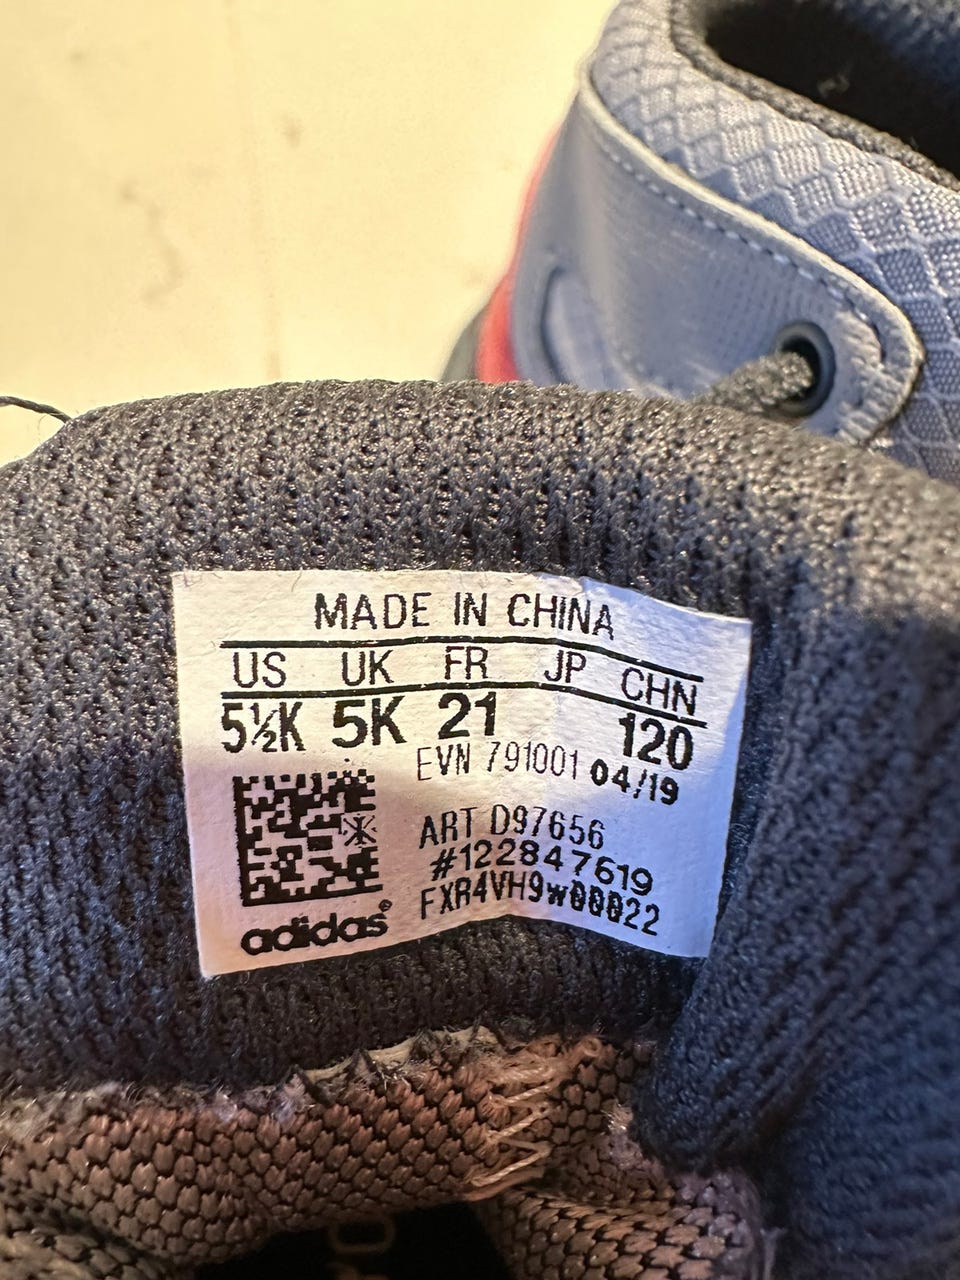 MADE IN CHINA
US UK FR JP CHN
5½K 5K 21 120
EVN 791001 04/19
ART D97656
#122847619
FXR4VH9w00022
adidas®